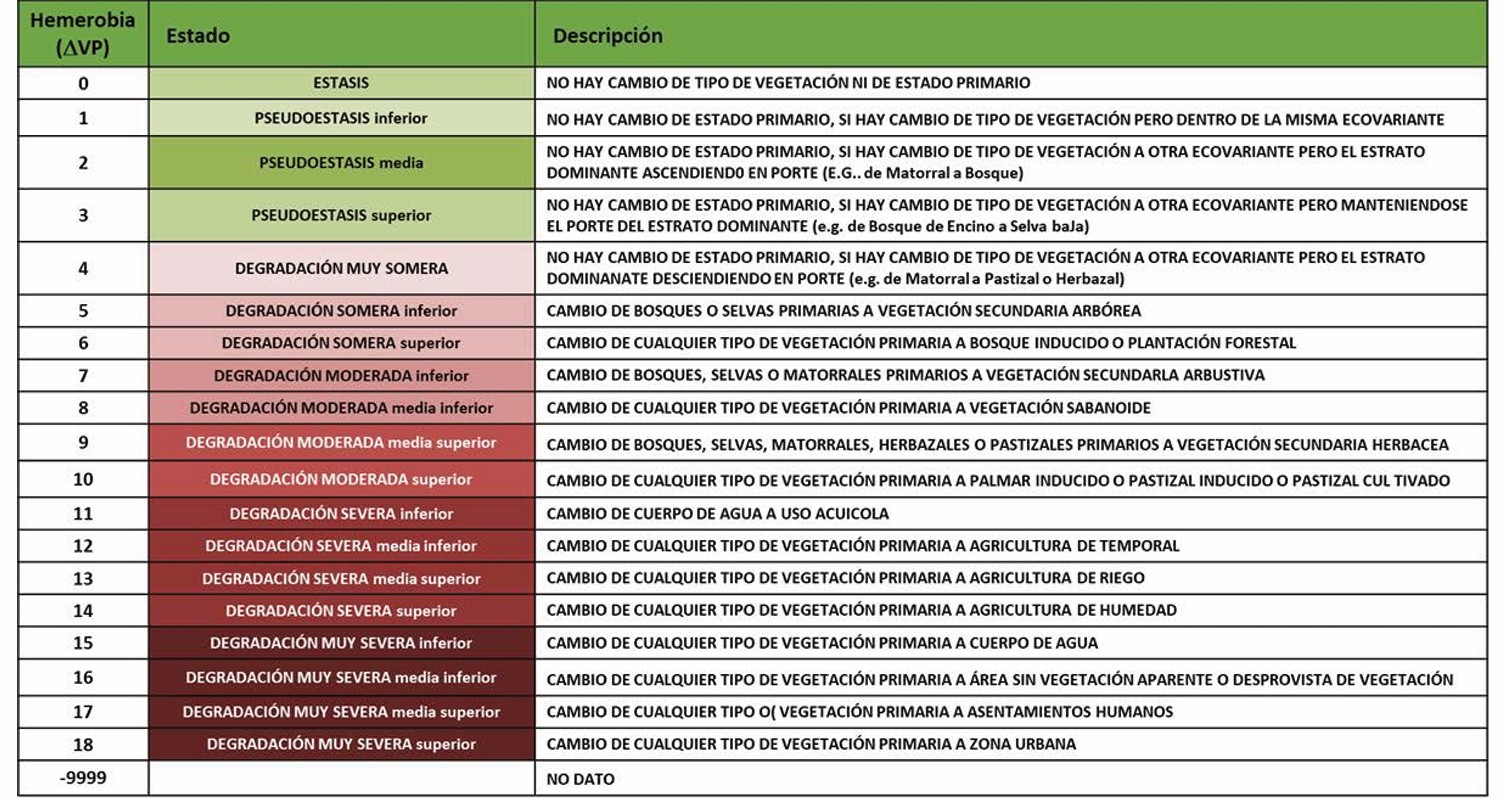 Hemerobia
(ΔVP)
Estado
Descripción
0
ESTASIS
NO HAY CAMBIO DE TIPO DE VEGETACIÓN NI DE ESTADO PRIMARIO
1
PSEUDOESTASIS inferior
NO HAY CAMBIO DE ESTADO PRIMARIO, SI HAY CAMBIO DE TIPO DE VEGETACIÓN PERO DENTRO DE LA MISMA ECOVARIANTE
2
PSEUDOESTASIS media
NO HAY CAMBIO DE ESTADO PRIMARIO, SI HAY CAMBIO DE TIPO DE VEGETACIÓN A OTRA ECOVARIANTE PERO EL ESTRATO
DOMINANTE ASCENDIEND0 EN PORTE (E.G.. de Matorral a Bosque)
3
PSEUDOESTASIS superior
NO HAY CAMBIO DE ESTADO PRIMARIO, SI HAY CAMBIO DE TIPO DE VEGETACIÓN A OTRA ECOVARIANTE PERO MANTENIENDOSE
EL PORTE DEL ESTRATO DOMINANTE (e.g. de Bosque de Encino a Selva baJa)
4
DEGRADACIÓN MUY SOMERA
NO HAY CAMBIO DE ESTADO PRIMARIO, SI HAY CAMBIO DE TIPO DE VEGETACIÓN A OTRA ECOVARIANTE PERO EL ESTRATO
DOMINANATE DESCIENDIENDO EN PORTE (e.g. de Matorral a Pastizal o Herbazal)
5
DEGRADACIÓN SOMERA inferior
CAMBIO DE BOSQUES O SELVAS PRIMARIAS A VEGETACIÓN SECUNDARIA ARBÓREA
6
DEGRADACIÓN SOMERA superior
CAMBIO DE CUALQUIER TIPO DE VEGETACIÓN PRIMARIA A BOSQUE INDUCIDO O PLANTACIÓN FORESTAL
7
DEGRADACIÓN MODERADA inferior
CAMBIO DE BOSQUES, SELVAS O MATORRALES PRIMARIOS A VEGETACIÓN SECUNDARLA ARBUSTIVA
8
DEGRADACIÓN MODERADA media inferior
CAMBIO DE CUALQUIER TIPO DE VEGETACIÓN PRIMARIA A VEGETACIÓN SABANOIDE
9
DEGRADACIÓN MODERADA media superior
CAMBIO DE BOSQUES, SELVAS, MATORRALES, HERBAZALES O PASTIZALES PRIMARIOS A VEGETACIÓN SECUNDARIA HERBACEA
10
DEGRADACIÓN MODERADA superior
CAMBIO DE CUALQUIER TIPO DE VEGETACIÓN PRIMARIA A PALMAR INDUCIDO O PASTIZAL INDUCIDO O PASTIZAL CUL TIVADO
11
DEGRADACIÓN SEVERA inferior
CAMBIO DE CUERPO DE AGUA A USO ACUICOLA
12
DEGRADACIÓN SEVERA media inferior
CAMBIO DE CUALQUIER TIPO DE VEGETACIÓN PRIMARIA A AGRICULTURA DE TEMPORAL
13
DEGRADACIÓN SEVERA media superior
CAMBIO DE CUALQUIER TIPO DE VEGETACIÓN PRIMARIA A AGRICULTURA DE RIEGO
14
DEGRADACIÓN SEVERA superior
CAMBIO DE CUALQUIER TIPO DE VEGETACIÓN PRIMARIA A AGRICULTURA DE HUMEDAD
15
DEGRADACIÓN MUY SEVERA inferior
CAMBIO DE CUALQUIER TIPO DE VEGETACIÓN PRIMARIA A CUERPO DE AGUA
16
DEGRADACIÓN MUY SEVERA media inferior
CAMBIO DE CUALQUIER TIPO DE VEGETACIÓN PRIMARIA A ÁREA SIN VEGETACIÓN APARENTE O DESPROVISTA DE VEGETACIÓN
17
DEGRADACIÓN MUY SEVERA media superior
CAMBIO DE CUALQUIER TIPO O( VEGETACIÓN PRIMARIA A ASENTAMIENTOS HUMANOS
18
DEGRADACIÓN MUY SEVERA superior
CAMBIO DE CUALQUIER TIPO DE VEGETACIÓN PRIMARIA A ZONA URBANA
-9999
NO DATO